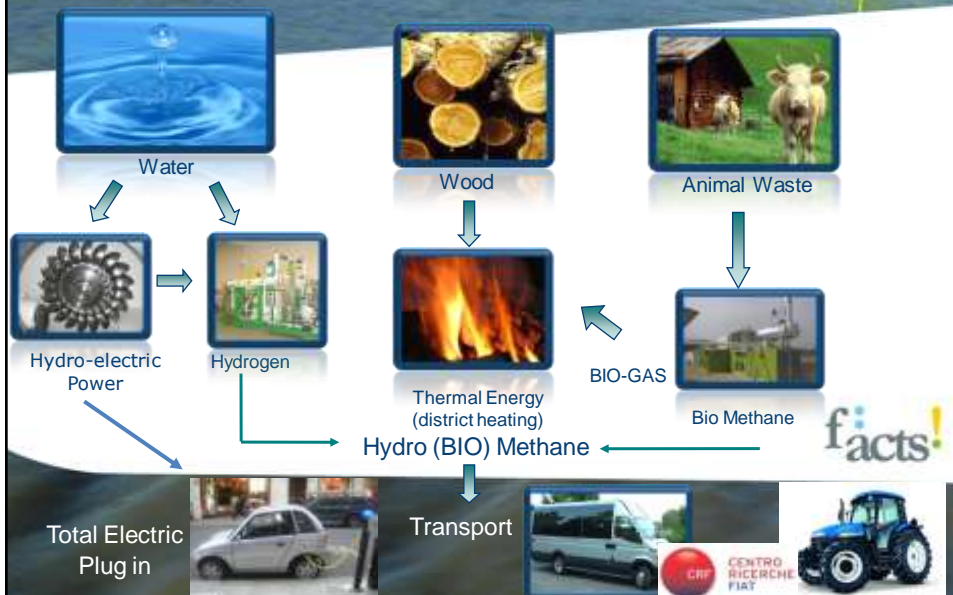 Water
Wood
Animal Waste
Hydro-electric
Power
Hydrogen
BIO-GAS
Thermal Energy
(district heating)
Bio Methane
facts!
Hydro (BIO) Methane
Total Electric
Plug in
Transport
CRF
CENTRO
RICERCHE
FIAT